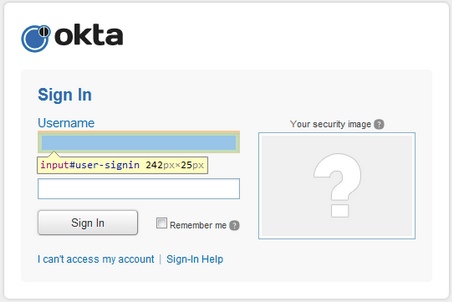 okta
Sign In
Username
Your security image ?
input#user-signin 242px×25px
?
Sign In
Remember me ?
I can't access my account | Sign-In Help